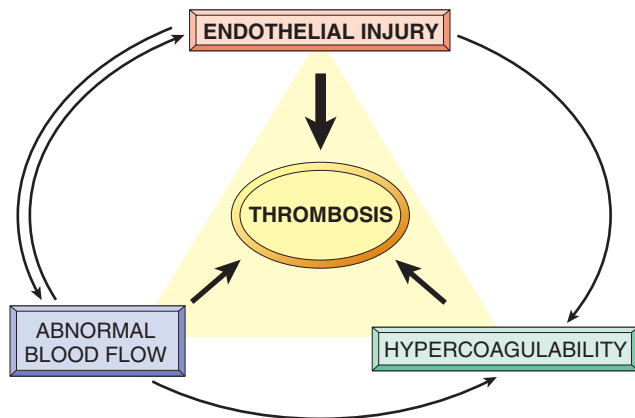 ENDOTHELIAL INJURY
THROMBOSIS
ABNORMAL
BLOOD FLOW
HYPERCOAGULABILITY